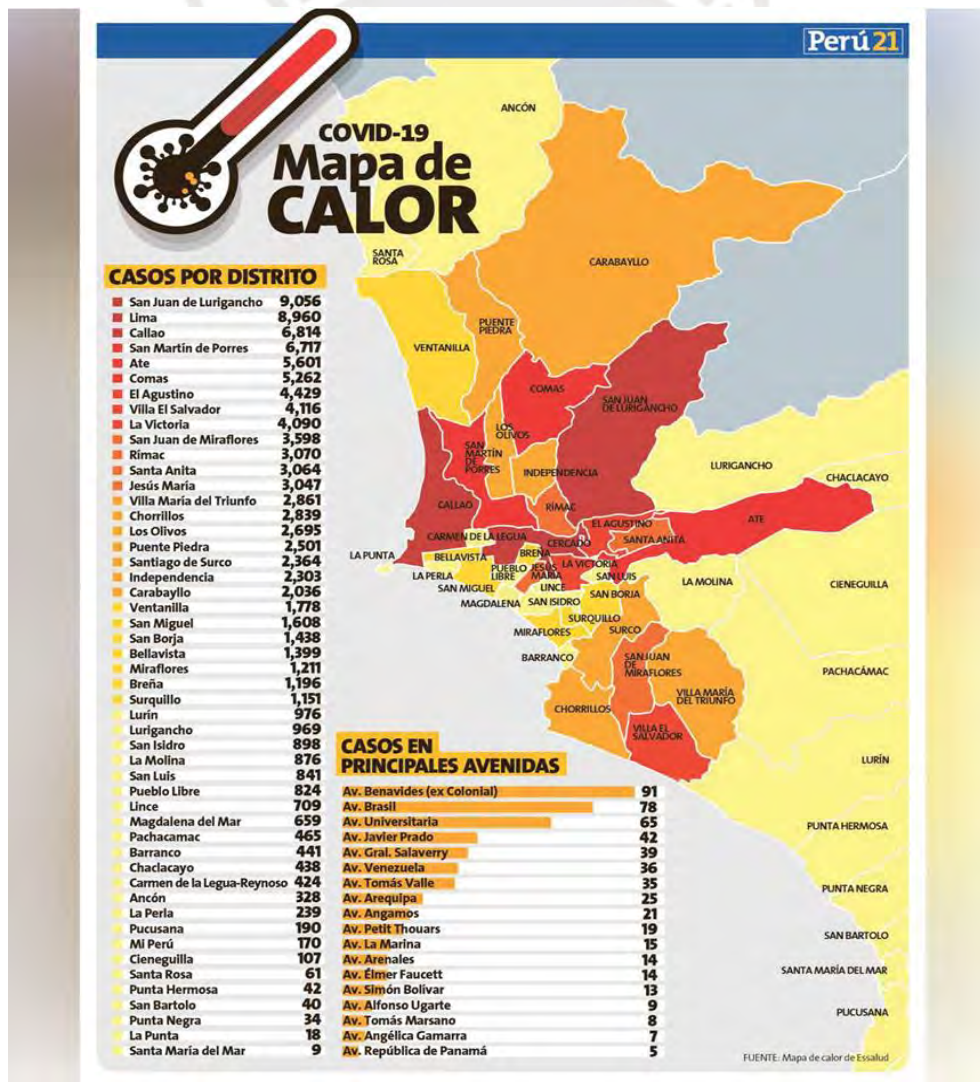 Perú21
COVID-19
Mapa de
CALOR
CASOS POR DISTRITO
San Juan de Lurigancho 9,056
Lima 8,960
Callao 6,814
San Martín de Porres 6,717
Ate 5,601
Comas 5,262
El Agustino 4,429
Villa El Salvador 4,116
La Victoria 4,090
San Juan de Miraflores 3,598
Rímac 3,070
Santa Anita 3,064
Jesús María 3,047
Villa María del Triunfo 2,861
Chorrillos 2,839
Los Olivos 2,695
Puente Piedra 2,501
Santiago de Surco 2,364
Independencia 2,303
Carabayllo 2,036
Ventanilla 1,778
San Miguel 1,608
San Borja 1,438
Bellavista 1,399
Miraflores 1,211
Breña 1,196
Surquillo 1,151
Lurín 976
Lurigancho 969
San Isidro 898
La Molina 876
San Luis 841
Pueblo Libre 824
Lince 709
Magdalena del Mar 659
Pachacamac 465
Barranco 441
Chaclacayo 438
Carmen de la Legua-Reynoso 424
Ancón 328
La Perla 239
Pucusana 190
Mi Perú 170
Cieneguilla 107
Santa Rosa 61
Punta Hermosa 42
San Bartolo 40
Punta Negra 34
La Punta 18
Santa María del Mar 9
ANCÓN
SANTA
ROSA
CARABAYLLO
PUENTE
PIEDRA
VENTANILLA
COMAS
SAN JUAN
DE LURIGANCHO
LOS
OLIVOS
SAN
MARTÍN
DE
PORRES
INDEPENDENCIA
LURIGANCHO
CHACLACAYO
CALLAO
RÍMAC
ATE
EL AGUSTINO
CARMEN DE LA LEGUA
CERCADO
SANTA ANITA
LA PUNTA
BELLAVISTA
BREÑA
LA VICTORIA
LA PERLA
PUEBLO
LIBRE
JESÚS
MARÍA
SAN LUIS
LA MOLINA
CIENEGUILLA
SAN MIGUEL
LINCE
SAN BORJA
MAGDALENA
SAN ISIDRO
SURQUILLO
MIRAFLORES
SURCO
BARRANCO
SAN JUAN
DE
MIRAFLORES
PACHACÁMAC
VILLA MARÍA
DEL TRIUNFO
CHORRILLOS
VILLA EL
SALVADOR
LURÍN
PUNTA HERMOSA
PUNTA NEGRA
SAN BARTOLO
SANTA MARÍA DEL MAR
PUCUSANA
CASOS EN
PRINCIPALES AVENIDAS
Av. Benavides (ex Colonial) 91
Av. Brasil 78
Av. Universitaria 65
Av. Javier Prado 42
Av. Gral. Salaverry 39
Av. Venezuela 36
Av. Tomás Valle 35
Av. Arequipa 25
Av. Angamos 21
Av. Petit Thouars 19
Av. La Marina 15
Av. Arenales 14
Av. Élmer Faucett 14
Av. Simón Bolívar 13
Av. Alfonso Ugarte 9
Av. Tomás Marsano 8
Av. Angélica Gamarra 7
Av. República de Panamá 5
FUENTE: Mapa de calor de Essalud